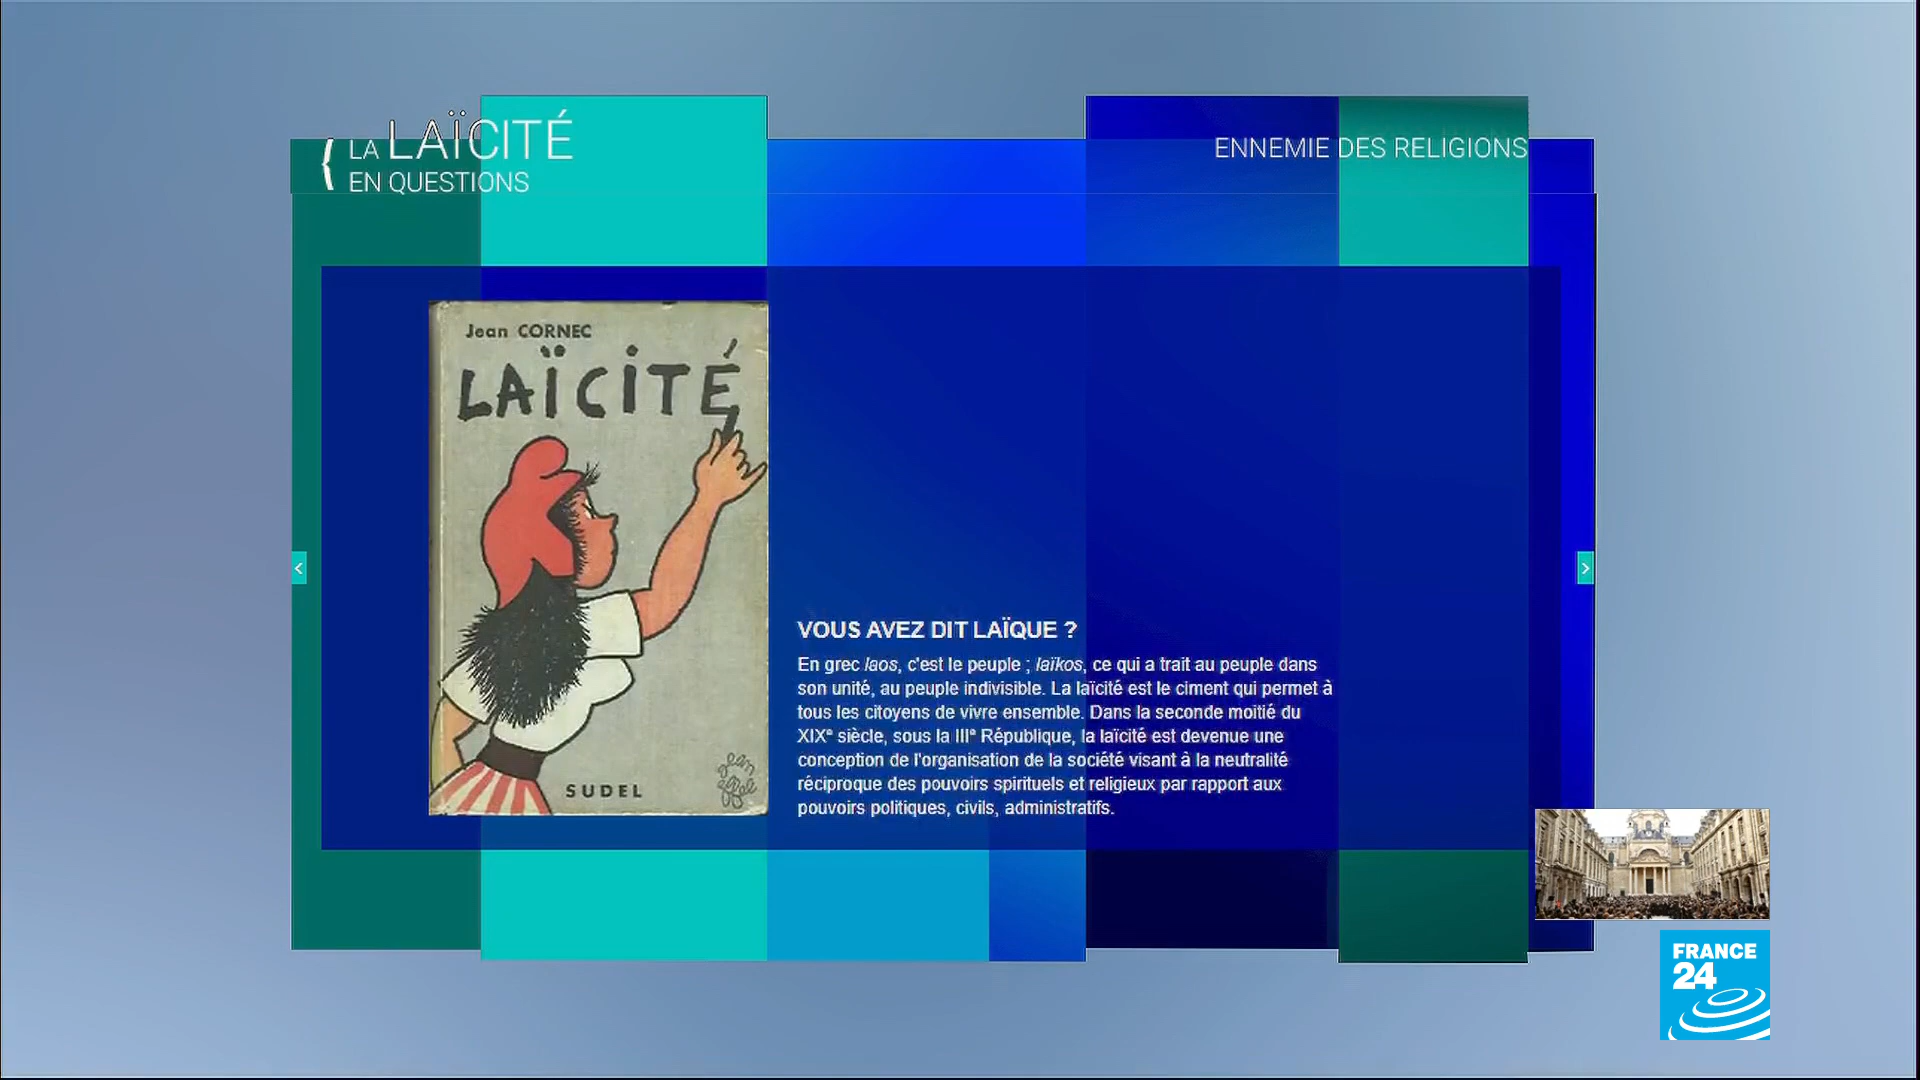 LA LAÏCITÉ
EN QUESTIONS
ENNEMIE DES RELIGIONS
Jean CORNEC
LAÏCITÉ
SUDEL
jean
effel
VOUS AVEZ DIT LAÏQUE ?
En grec laos, c'est le peuple ; laïkos, ce qui a trait au peuple dans
son unité, au peuple indivisible. La laïcité est le ciment qui permet à
tous les citoyens de vivre ensemble. Dans la seconde moitié du
XIXe siècle, sous la IIIe République, la laïcité est devenue une
conception de l'organisation de la société visant à la neutralité
réciproque des pouvoirs spirituels et religieux par rapport aux
pouvoirs politiques, civils, administratifs.
FRANCE
24